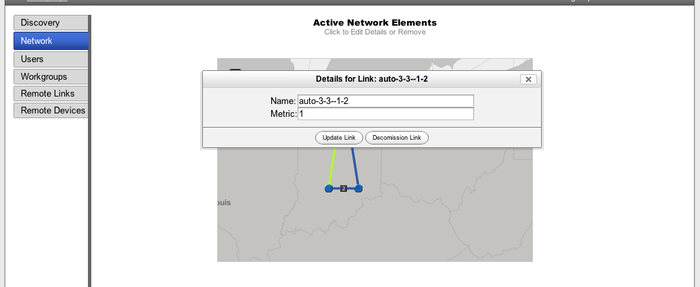 Discovery
Network
Users
Workgroups
Remote Links
Remote Devices
Active Network Elements
Click to Edit Details or Remove
Details for Link: auto-3-3--1-2
Name: auto-3-3--1-2
Metric: 1
Update Link
Decomission Link
2
ouis